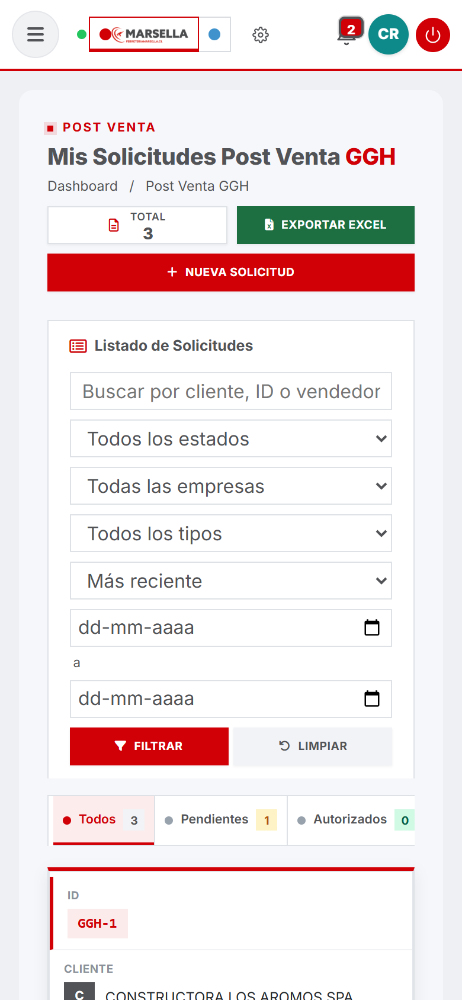 MARSELLA
FERRETERIAMARSELLA.CL
2
CR
POST VENTA
Mis Solicitudes Post Venta GGH
Dashboard / Post Venta GGH
TOTAL
3
EXPORTAR EXCEL
+ NUEVA SOLICITUD
Listado de Solicitudes
Buscar por cliente, ID o vendedor
Todos los estados
Todas las empresas
Todos los tipos
Más reciente
dd-mm-aaaa
a
dd-mm-aaaa
FILTRAR
LIMPIAR
Todos 3
Pendientes 1
Autorizados 0
ID
GGH-1
CLIENTE
C CONSTRUCTORA LOS AROMOS SPA